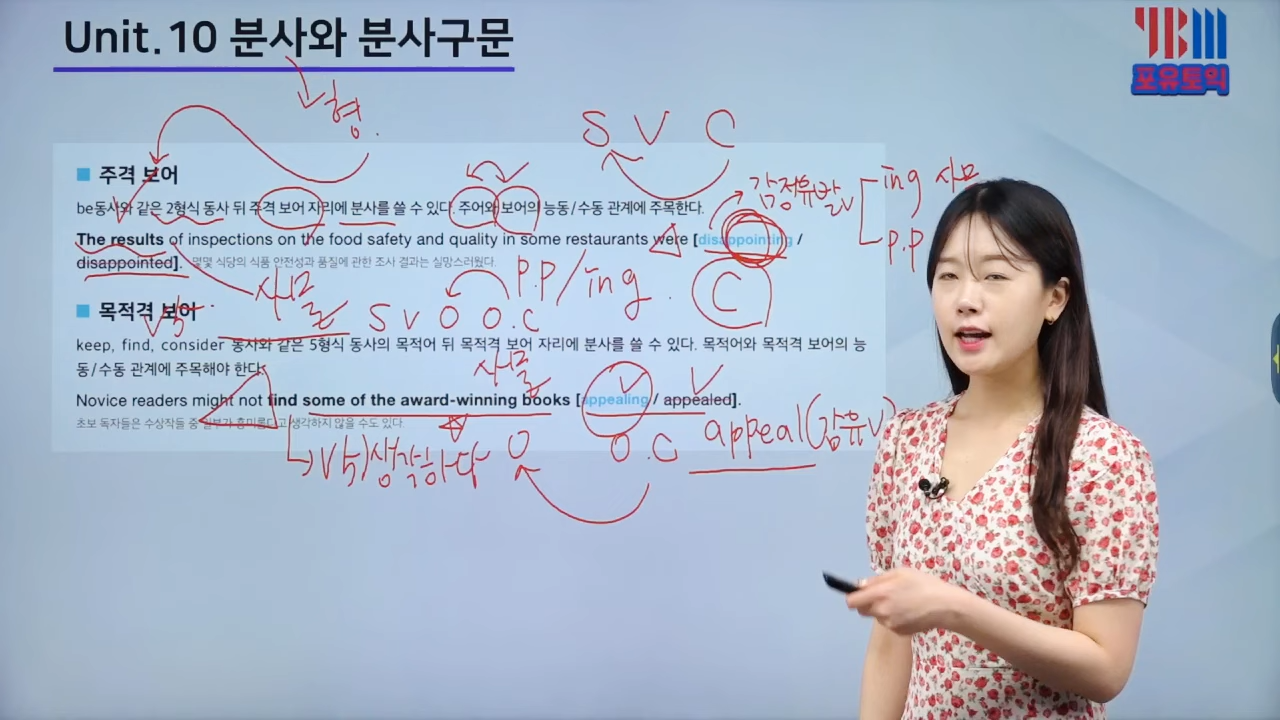 Unit.10 분사와 분사구문
YBM
포유토익
형.
S V C
■ 주격 보어
감정유발v
ing 사무
p.p
be동사와 같은 2형식 동사 뒤 주격 보어 자리에 분사를 쓸 수 있다. 주어와 보어의 능동/수동 관계에 주목한다.
The results of inspections on the food safety and quality in some restaurants were [disappointing /
disappointed]. 몇몇 식당의 식품 안전성과 품질에 관한 조사 결과는 실망스러웠다.
사물
p.p/ing
C
■ 목적격 보어
V5
S V O O.C
keep, find, consider 동사와 같은 5형식 동사의 목적어 뒤 목적격 보어 자리에 분사를 쓸 수 있다. 목적어와 목적격 보어의 능
동/수동 관계에 주목해야 한다.
사물
Novice readers might not find some of the award-winning books [appealing / appealed].
초보 독자들은 수상작들 중 일부가 흥미롭다고 생각하지 않을 수도 있다.
V5)생각하다 O O.C appeal(감유V)